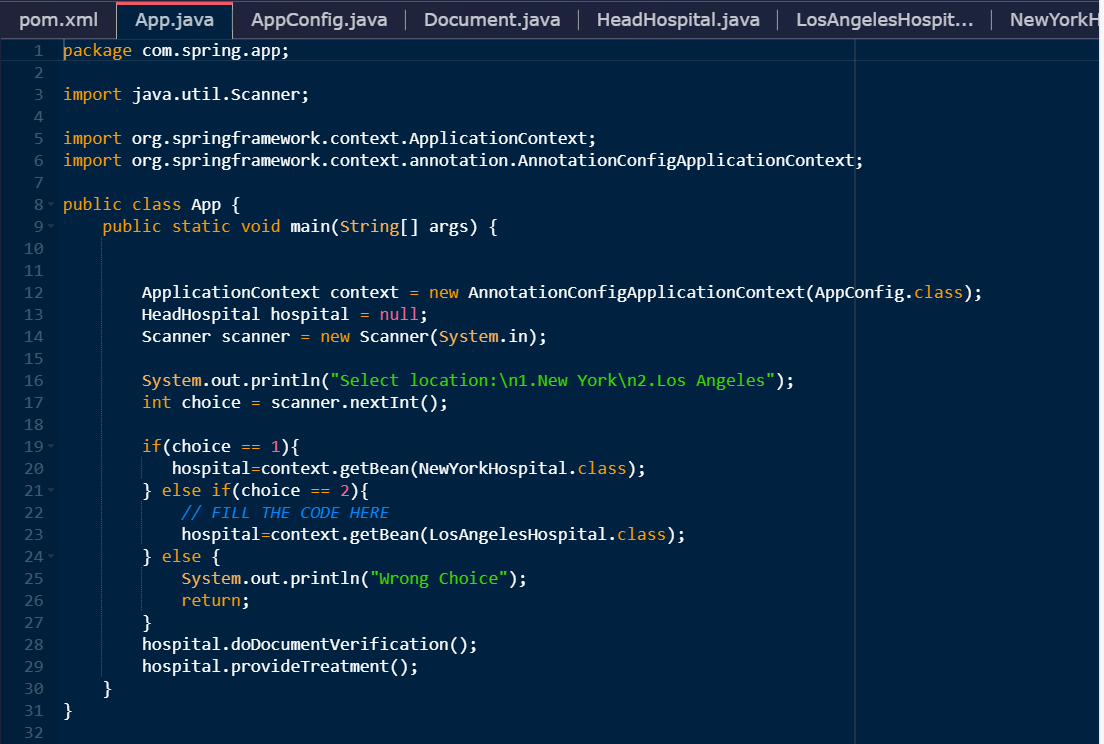 pom.xml App.java AppConfig.java Document.java HeadHospital.java LosAngelesHospit... NewYorkH
1 package com.spring.app;
2
3 import java.util.Scanner;
4
5 import org.springframework.context.ApplicationContext;
6 import org.springframework.context.annotation.AnnotationConfigApplicationContext;
7
8 public class App {
9 public static void main(String[] args) {
10
11
12 ApplicationContext context = new AnnotationConfigApplicationContext(AppConfig.class);
13 HeadHospital hospital = null;
14 Scanner scanner = new Scanner(System.in);
15
16 System.out.println("Select location:\n1.New York\n2.Los Angeles");
17 int choice = scanner.nextInt();
18
19 if(choice == 1){
20 hospital=context.getBean(NewYorkHospital.class);
21 } else if(choice == 2){
22 // FILL THE CODE HERE
23 hospital=context.getBean(LosAngelesHospital.class);
24 } else {
25 System.out.println("Wrong Choice");
26 return;
27 }
28 hospital.doDocumentVerification();
29 hospital.provideTreatment();
30 }
31 }
32